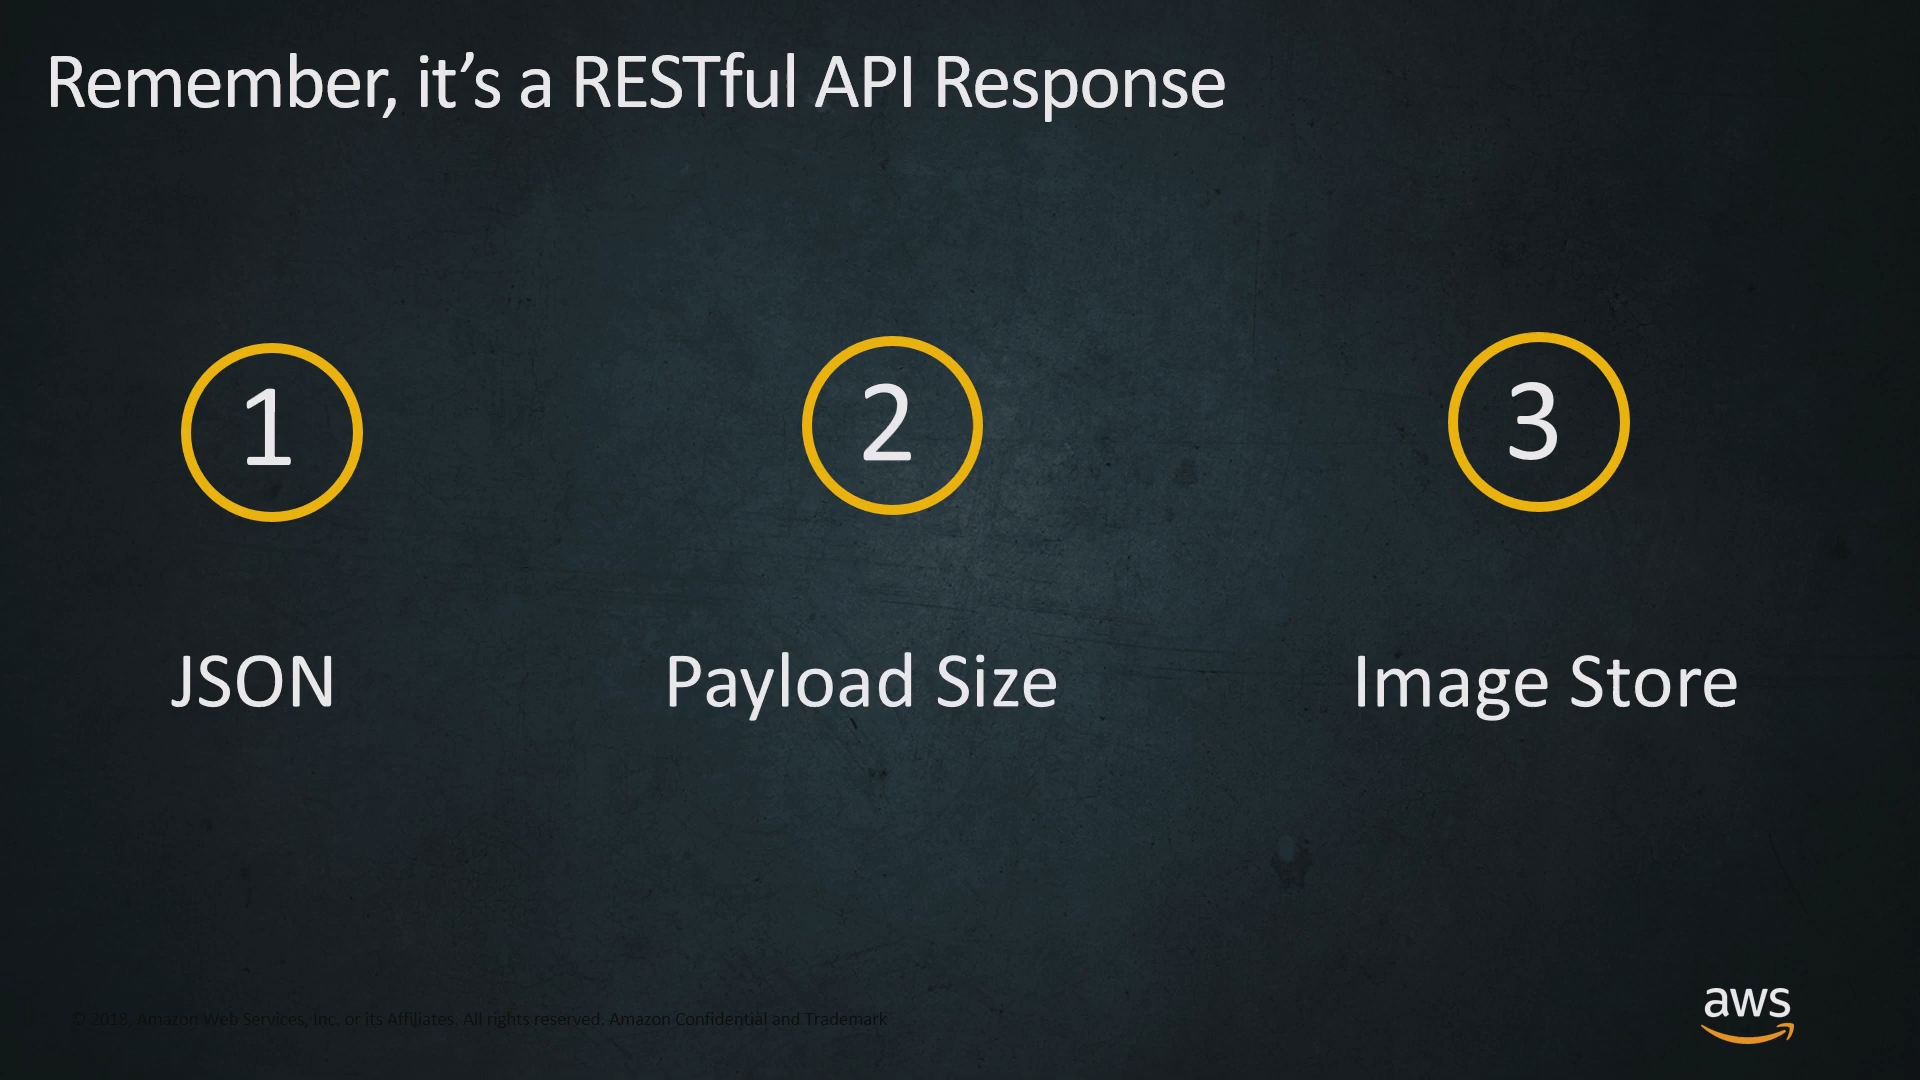 Remember, it’s a RESTful API Response
1
2
3
JSON
Payload Size
Image Store
© 2018, Amazon Web Services, Inc. or its Affiliates. All rights reserved. Amazon Confidential and Trademark
aws